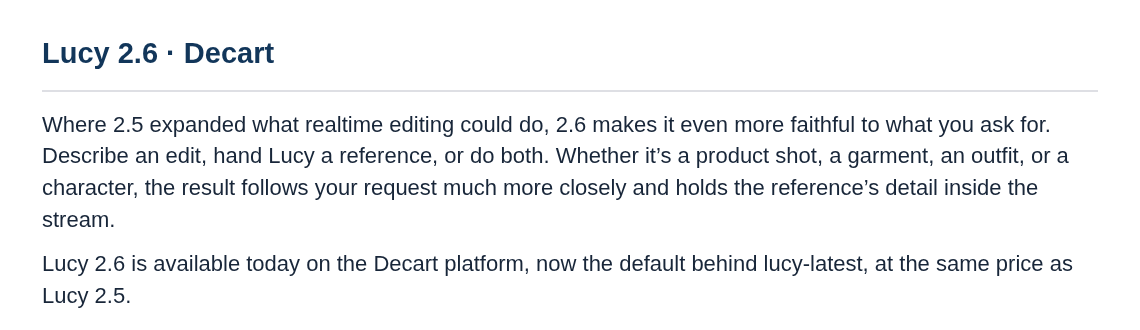 Lucy 2.6 · Decart
Where 2.5 expanded what realtime editing could do, 2.6 makes it even more faithful to what you ask for.
Describe an edit, hand Lucy a reference, or do both. Whether it’s a product shot, a garment, an outfit, or a
character, the result follows your request much more closely and holds the reference’s detail inside the
stream.
Lucy 2.6 is available today on the Decart platform, now the default behind lucy-latest, at the same price as
Lucy 2.5.